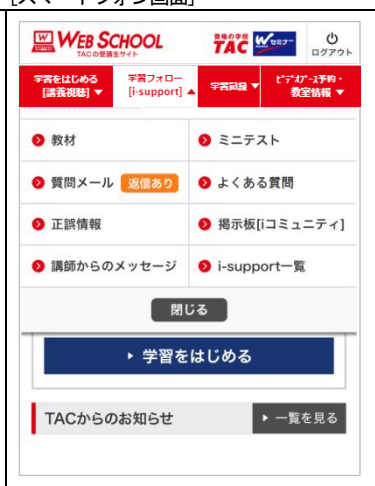 [スマートフォン画面]
WEB SCHOOL
TACの受講生サイト
資格の学校
TAC Wセミナー
ログアウト
学習をはじめる
[講義視聴]▼
学習フォロー
[i-support]▲
学習記録▼
ビデオブース予約・
教室情報▼
教材
ミニテスト
質問メール 返信あり
よくある質問
正誤情報
掲示板[iコミュニティ]
講師からのメッセージ
i-support一覧
閉じる
学習をはじめる
TACからのお知らせ
一覧を見る